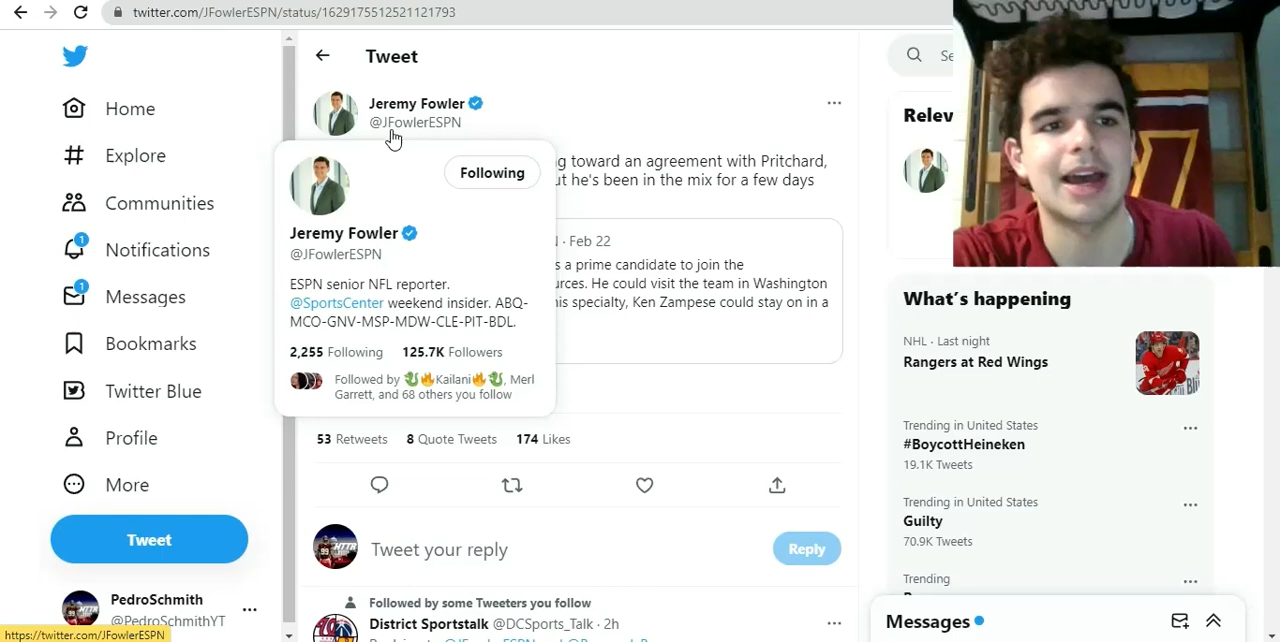 twitter.com/JFowlerESPN/status/1629175512521121793
Home
Explore
Communities
1
Notifications
1
Messages
Bookmarks
Twitter Blue
Profile
More
Tweet
PedroSchmith
@PedroSchmithYT
https://twitter.com/JFowlerESPN
Tweet
Jeremy Fowler
@JFowlerESPN
toward an agreement with Pritchard,
he's been in the mix for a few days
Following
Jeremy Fowler
@JFowlerESPN
ESPN senior NFL reporter.
@SportsCenter weekend insider. ABQ-
MCO-GNV-MSP-MDW-CLE-PIT-BDL.
2,255 Following 125.7K Followers
Followed by 🐉🔥Kailani🔥🐉, Merl
Garrett, and 68 others you follow
· Feb 22
a prime candidate to join the
He could visit the team in Washington
specialty, Ken Zampese could stay on in a
53 Retweets 8 Quote Tweets 174 Likes
Tweet your reply
Reply
Followed by some Tweeters you follow
District Sportstalk @DCSports_Talk · 2h
What's happening
NHL · Last night
Rangers at Red Wings
Trending in United States
#BoycottHeineken
19.1K Tweets
Trending in United States
Guilty
70.9K Tweets
Trending
Messages